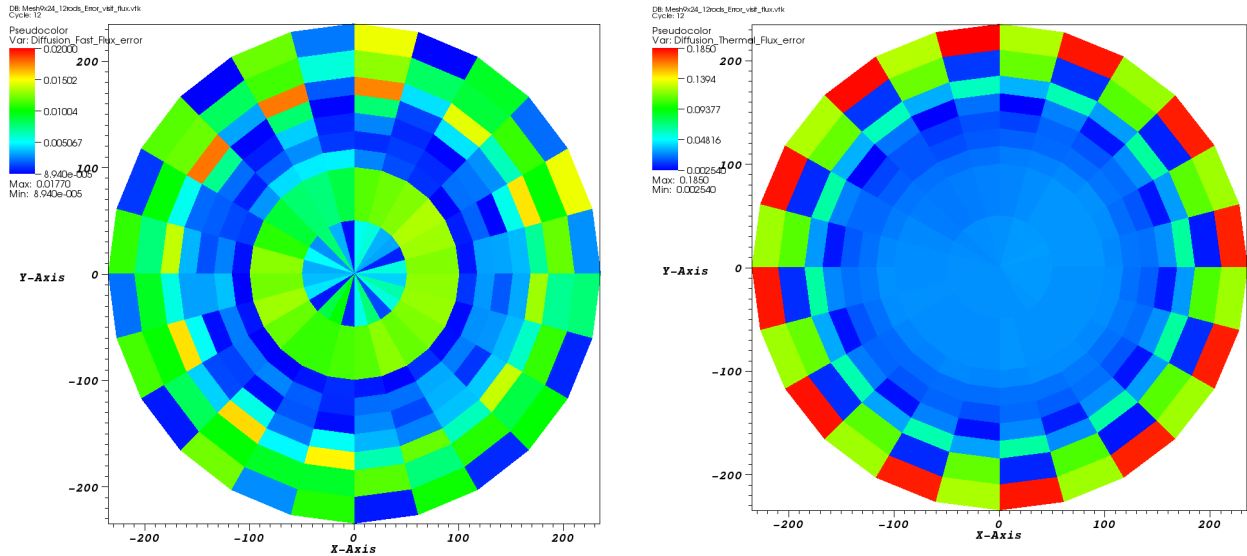 DB: Mesh9x24_12rods_Error_visit_flux.vtk
Cycle: 12
Pseudocolor
Var: Diffusion_Fast_Flux_error
0.02000
0.01502
0.01004
0.005067
8.940e-005
Max: 0.01770
Min: 8.940e-005
200
100
0
-100
-200
Y-Axis
-200
-100
0
100
200
X-Axis
DB: Mesh9x24_12rods_Error_visit_flux.vtk
Cycle: 12
Pseudocolor
Var: Diffusion_Thermal_Flux_error
0.1850
0.1394
0.09377
0.04816
0.002540
Max: 0.1850
Min: 0.002540
200
100
0
-100
-200
Y-Axis
-200
-100
0
100
200
X-Axis